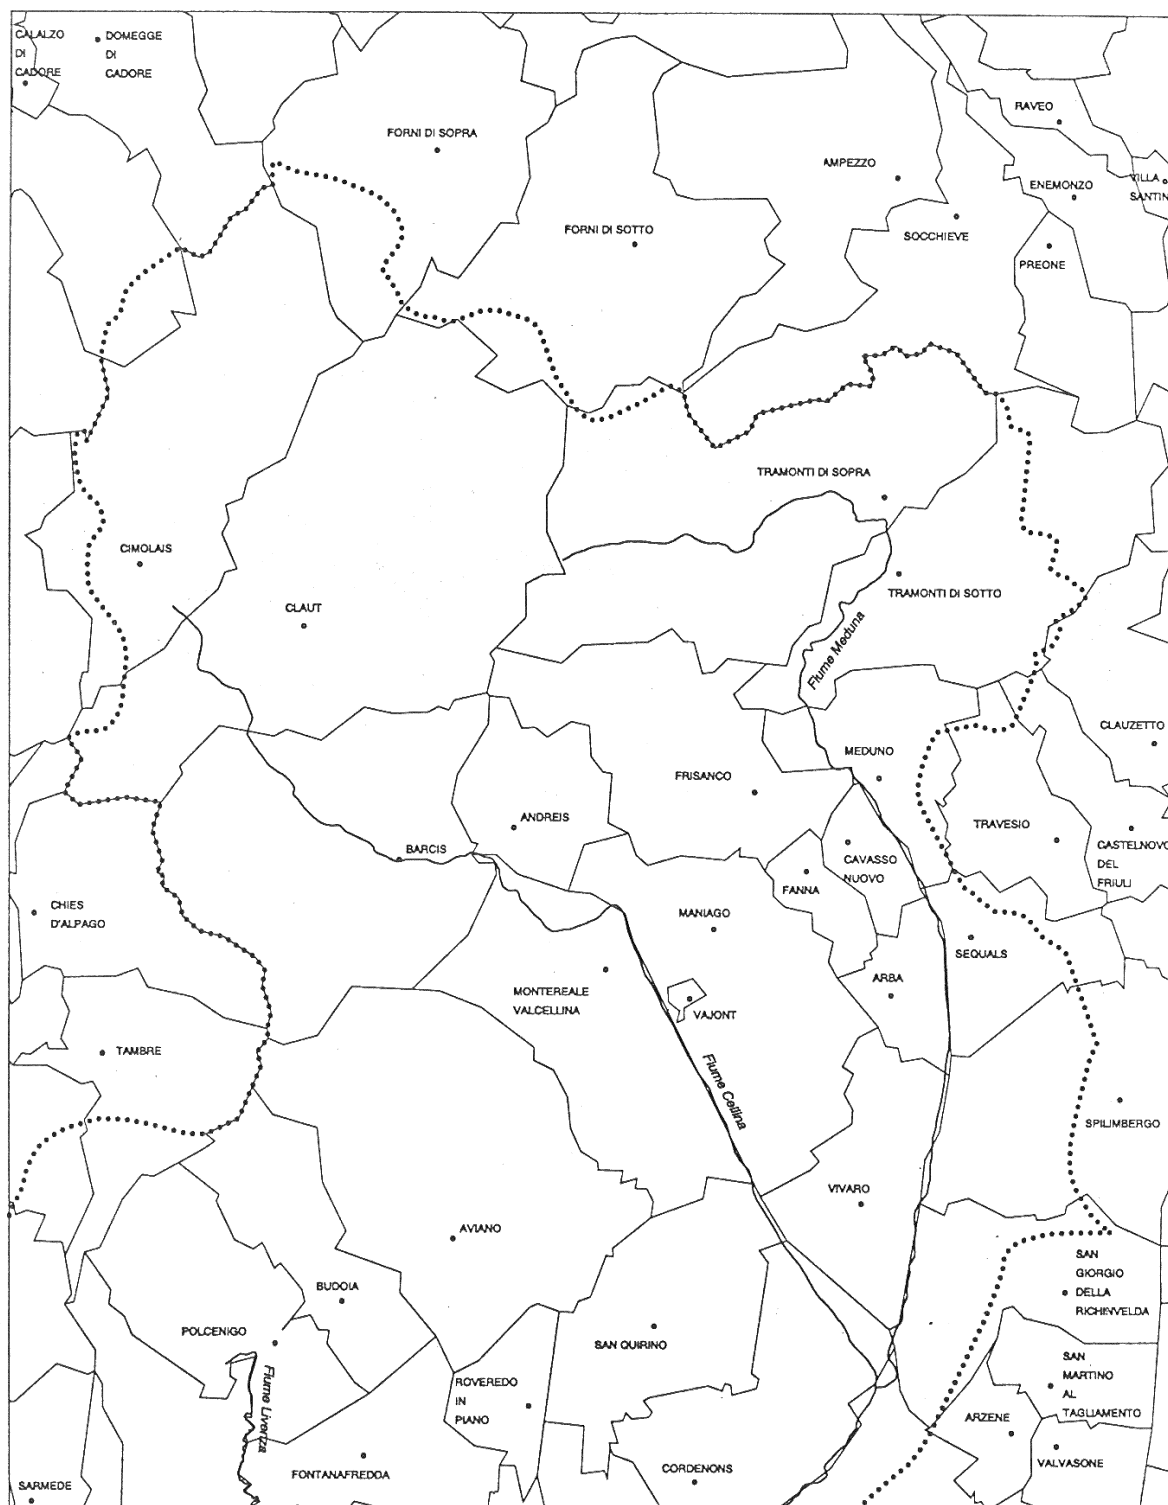 CALALZO
DI
CADORE
DOMEGGE
DI
CADORE
FORNI DI SOPRA
RAVEO
AMPEZZO
ENEMONZO
VILLA
SANTIN
FORNI DI SOTTO
SOCCHIEVE
PREONE
TRAMONTI DI SOPRA
CIMOLAIS
CLAUT
TRAMONTI DI SOTTO
Fiume Meduna
CLAUZETTO
MEDUNO
FRISANCO
ANDREIS
TRAVESIO
BARCIS
CAVASSO
NUOVO
CASTELNOVO
DEL
FRIULI
FANNA
CHIES
D'ALPAGO
MANIAGO
SEQUALS
ARBA
MONTEREALE
VALCELLINA
VAJONT
TAMBRE
Fiume Cellina
SPILIMBERGO
VIVARO
AVIANO
SAN
GIORGIO
DELLA
RICHINVELDA
BUDOIA
POLCENIGO
SAN QUIRINO
SAN
MARTINO
AL
TAGLIAMENTO
ROVEREDO
IN
PIANO
Fiume Livenza
ARZENE
VALVASONE
FONTANAFREDDA
CORDENONS
SARMEDE